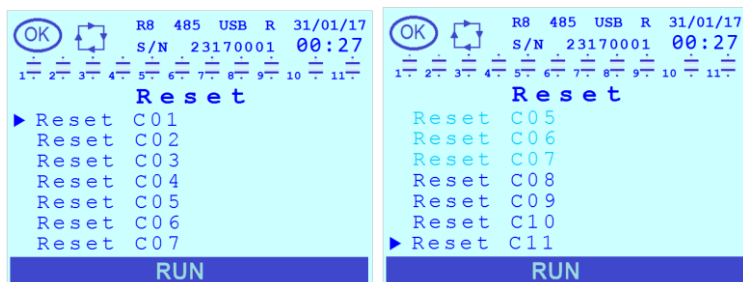 OK R8 485 USB R 31/01/17
S/N 23170001 00:27
1 2 3 4 5 6 7 8 9 10 11
Reset
Reset C01
Reset C02
Reset C03
Reset C04
Reset C05
Reset C06
Reset C07
RUN
OK R8 485 USB R 31/01/17
S/N 23170001 00:27
1 2 3 4 5 6 7 8 9 10 11
Reset
Reset C05
Reset C06
Reset C07
Reset C08
Reset C09
Reset C10
Reset C11
RUN